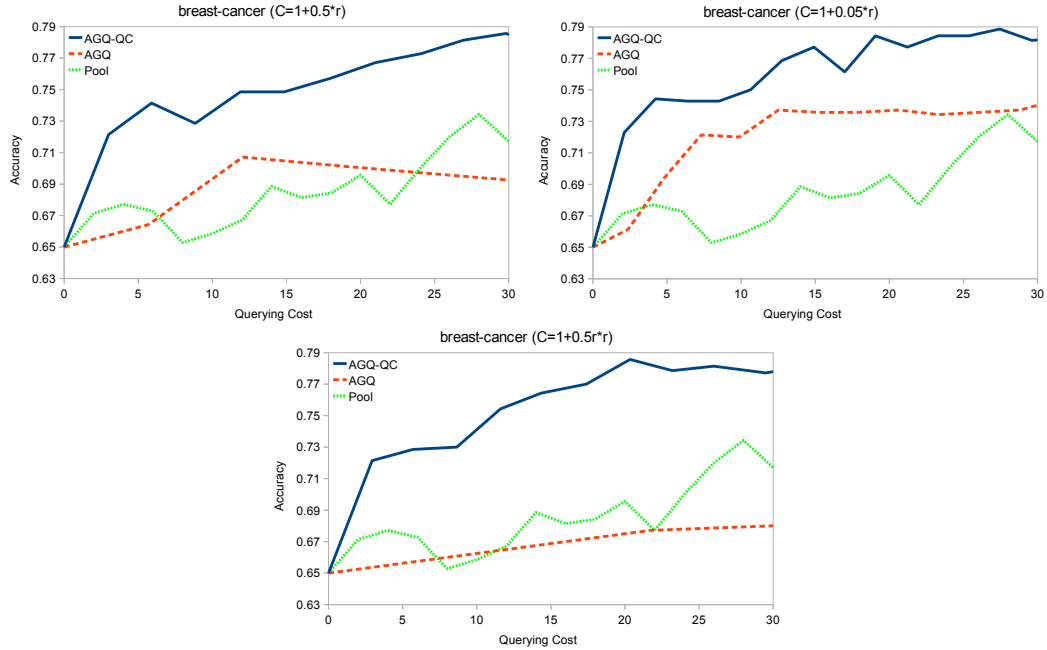 breast-cancer (C=1+0.5*r)
0.79
0.77
0.75
0.73
0.71
0.69
0.67
0.65
0.63
Accuracy
AGQ-QC
AGQ
Pool
0 5 10 15 20 25 30
Querying Cost
breast-cancer (C=1+0.05*r)
0.79
0.77
0.75
0.73
0.71
0.69
0.67
0.65
0.63
Accuracy
AGQ-QC
AGQ
Pool
0 5 10 15 20 25 30
Querying Cost
breast-cancer (C=1+0.5r*r)
0.79
0.77
0.75
0.73
0.71
0.69
0.67
0.65
0.63
Accuracy
AGQ-QC
AGQ
Pool
0 5 10 15 20 25 30
Querying Cost